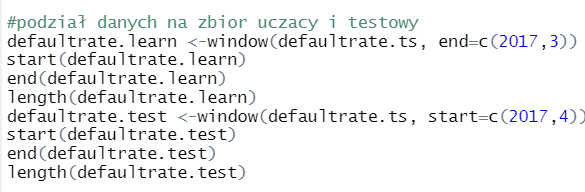 #podział danych na zbior uczacy i testowy
defaultrate.learn <-window(defaultrate.ts, end=c(2017,3))
start(defaultrate.learn)
end(defaultrate.learn)
length(defaultrate.learn)
defaultrate.test <-window(defaultrate.ts, start=c(2017,4))
start(defaultrate.test)
end(defaultrate.test)
length(defaultrate.test)